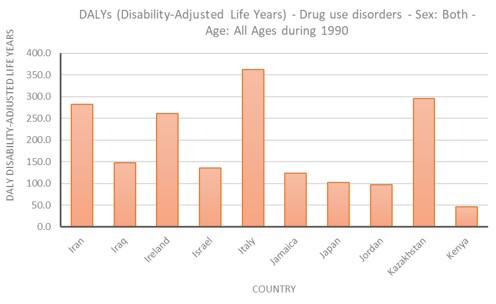 DALYs (Disability-Adjusted Life Years) - Drug use disorders - Sex: Both -
Age: All Ages during 1990
DALY DISABILITY-ADJUSTED LIFE YEARS
400.0
350.0
300.0
250.0
200.0
150.0
100.0
50.0
0.0
Iran
Iraq
Ireland
Israel
Italy
Jamaica
Japan
Jordan
Kazakhstan
Kenya
COUNTRY